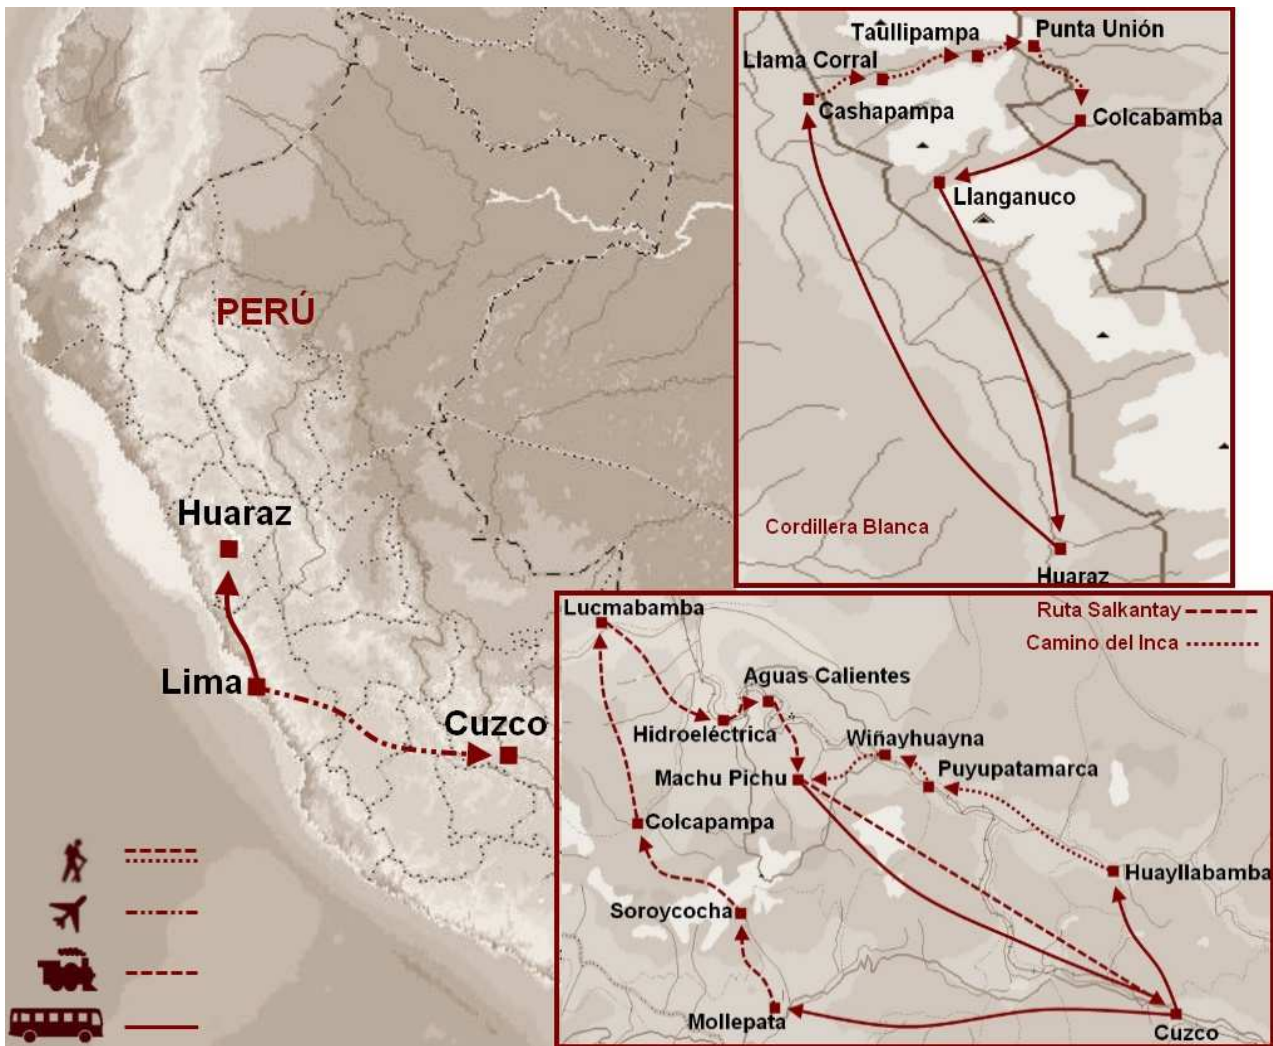 PERÚ
Huaraz
Lima
Cuzco
Taullipampa
Punta Unión
Llama Corral
Cashapampa
Colcabamba
Llanganuco
Cordillera Blanca
Huaraz
Lucmabamba
Ruta Salkantay
Camino del Inca
Aguas Calientes
Hidroeléctrica
Wiñayhuayna
Machu Pichu
Puyupatamarca
Colcapampa
Huayllabamba
Soroycocha
Mollepata
Cuzco